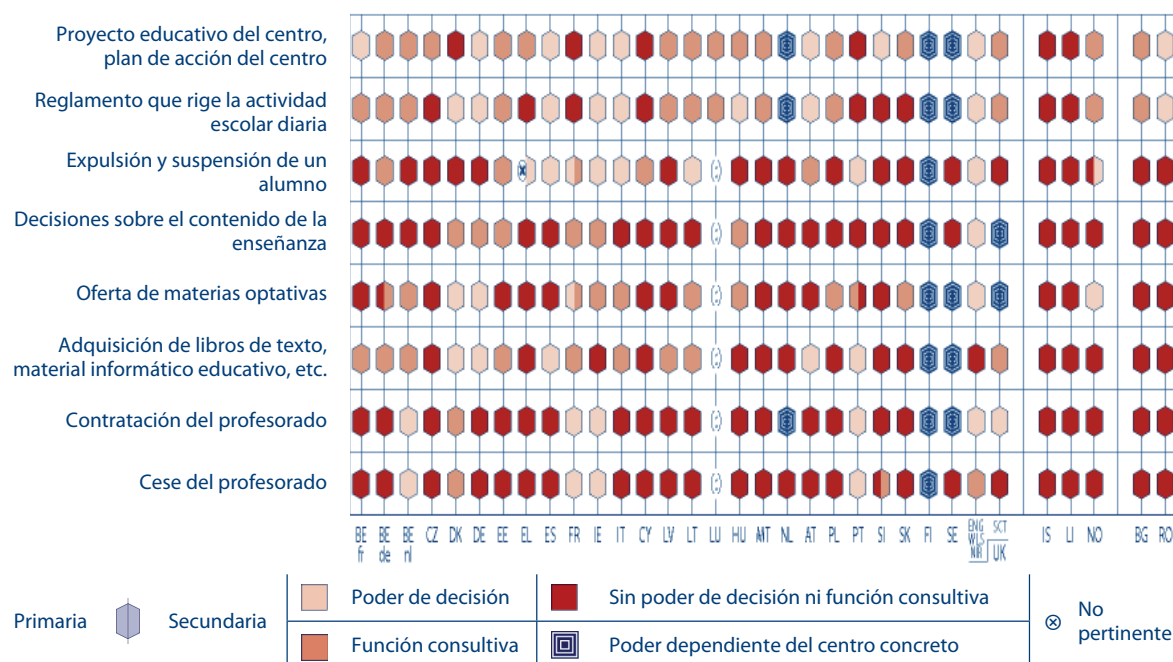 Proyecto educativo del centro,
plan de acción del centro
Reglamento que rige la actividad
escolar diaria
Expulsión y suspensión de un
alumno
Decisiones sobre el contenido de la
enseñanza
Oferta de materias optativas
Adquisición de libros de texto,
material informático educativo, etc.
Contratación del profesorado
Cese del profesorado
BE fr BE de BE nl CZ DK DE EE EL ES FR IE IT CY LV LT LU HU MT NL AT PL PT SI SK FI SE ENG WLS NIR SCT UK IS LI NO BG RO
Primaria Secundaria
Poder de decisión
Sin poder de decisión ni función consultiva
Función consultiva
Poder dependiente del centro concreto
No
pertinente